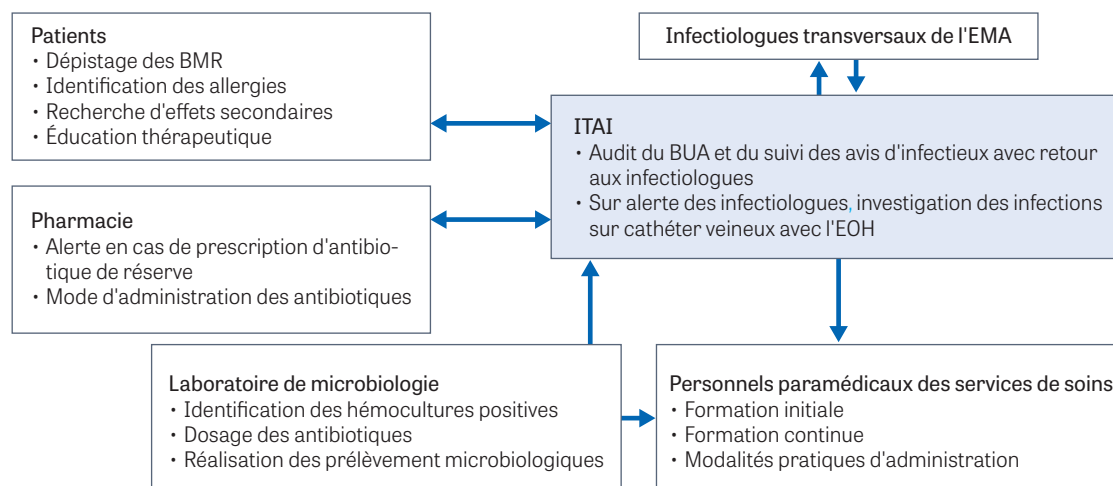 Patients
• Dépistage des BMR
• Identification des allergies
• Recherche d'effets secondaires
• Éducation thérapeutique
Infectiologues transversaux de l'EMA
ITAI
• Audit du BUA et du suivi des avis d'infectieux avec retour
aux infectiologues
• Sur alerte des infectiologues, investigation des infections
sur cathéter veineux avec l'EOH
Pharmacie
• Alerte en cas de prescription d'antibio-
tique de réserve
• Mode d'administration des antibiotiques
Laboratoire de microbiologie
• Identification des hémocultures positives
• Dosage des antibiotiques
• Réalisation des prélèvement microbiologiques
Personnels paramédicaux des services de soins
• Formation initiale
• Formation continue
• Modalités pratiques d'administration